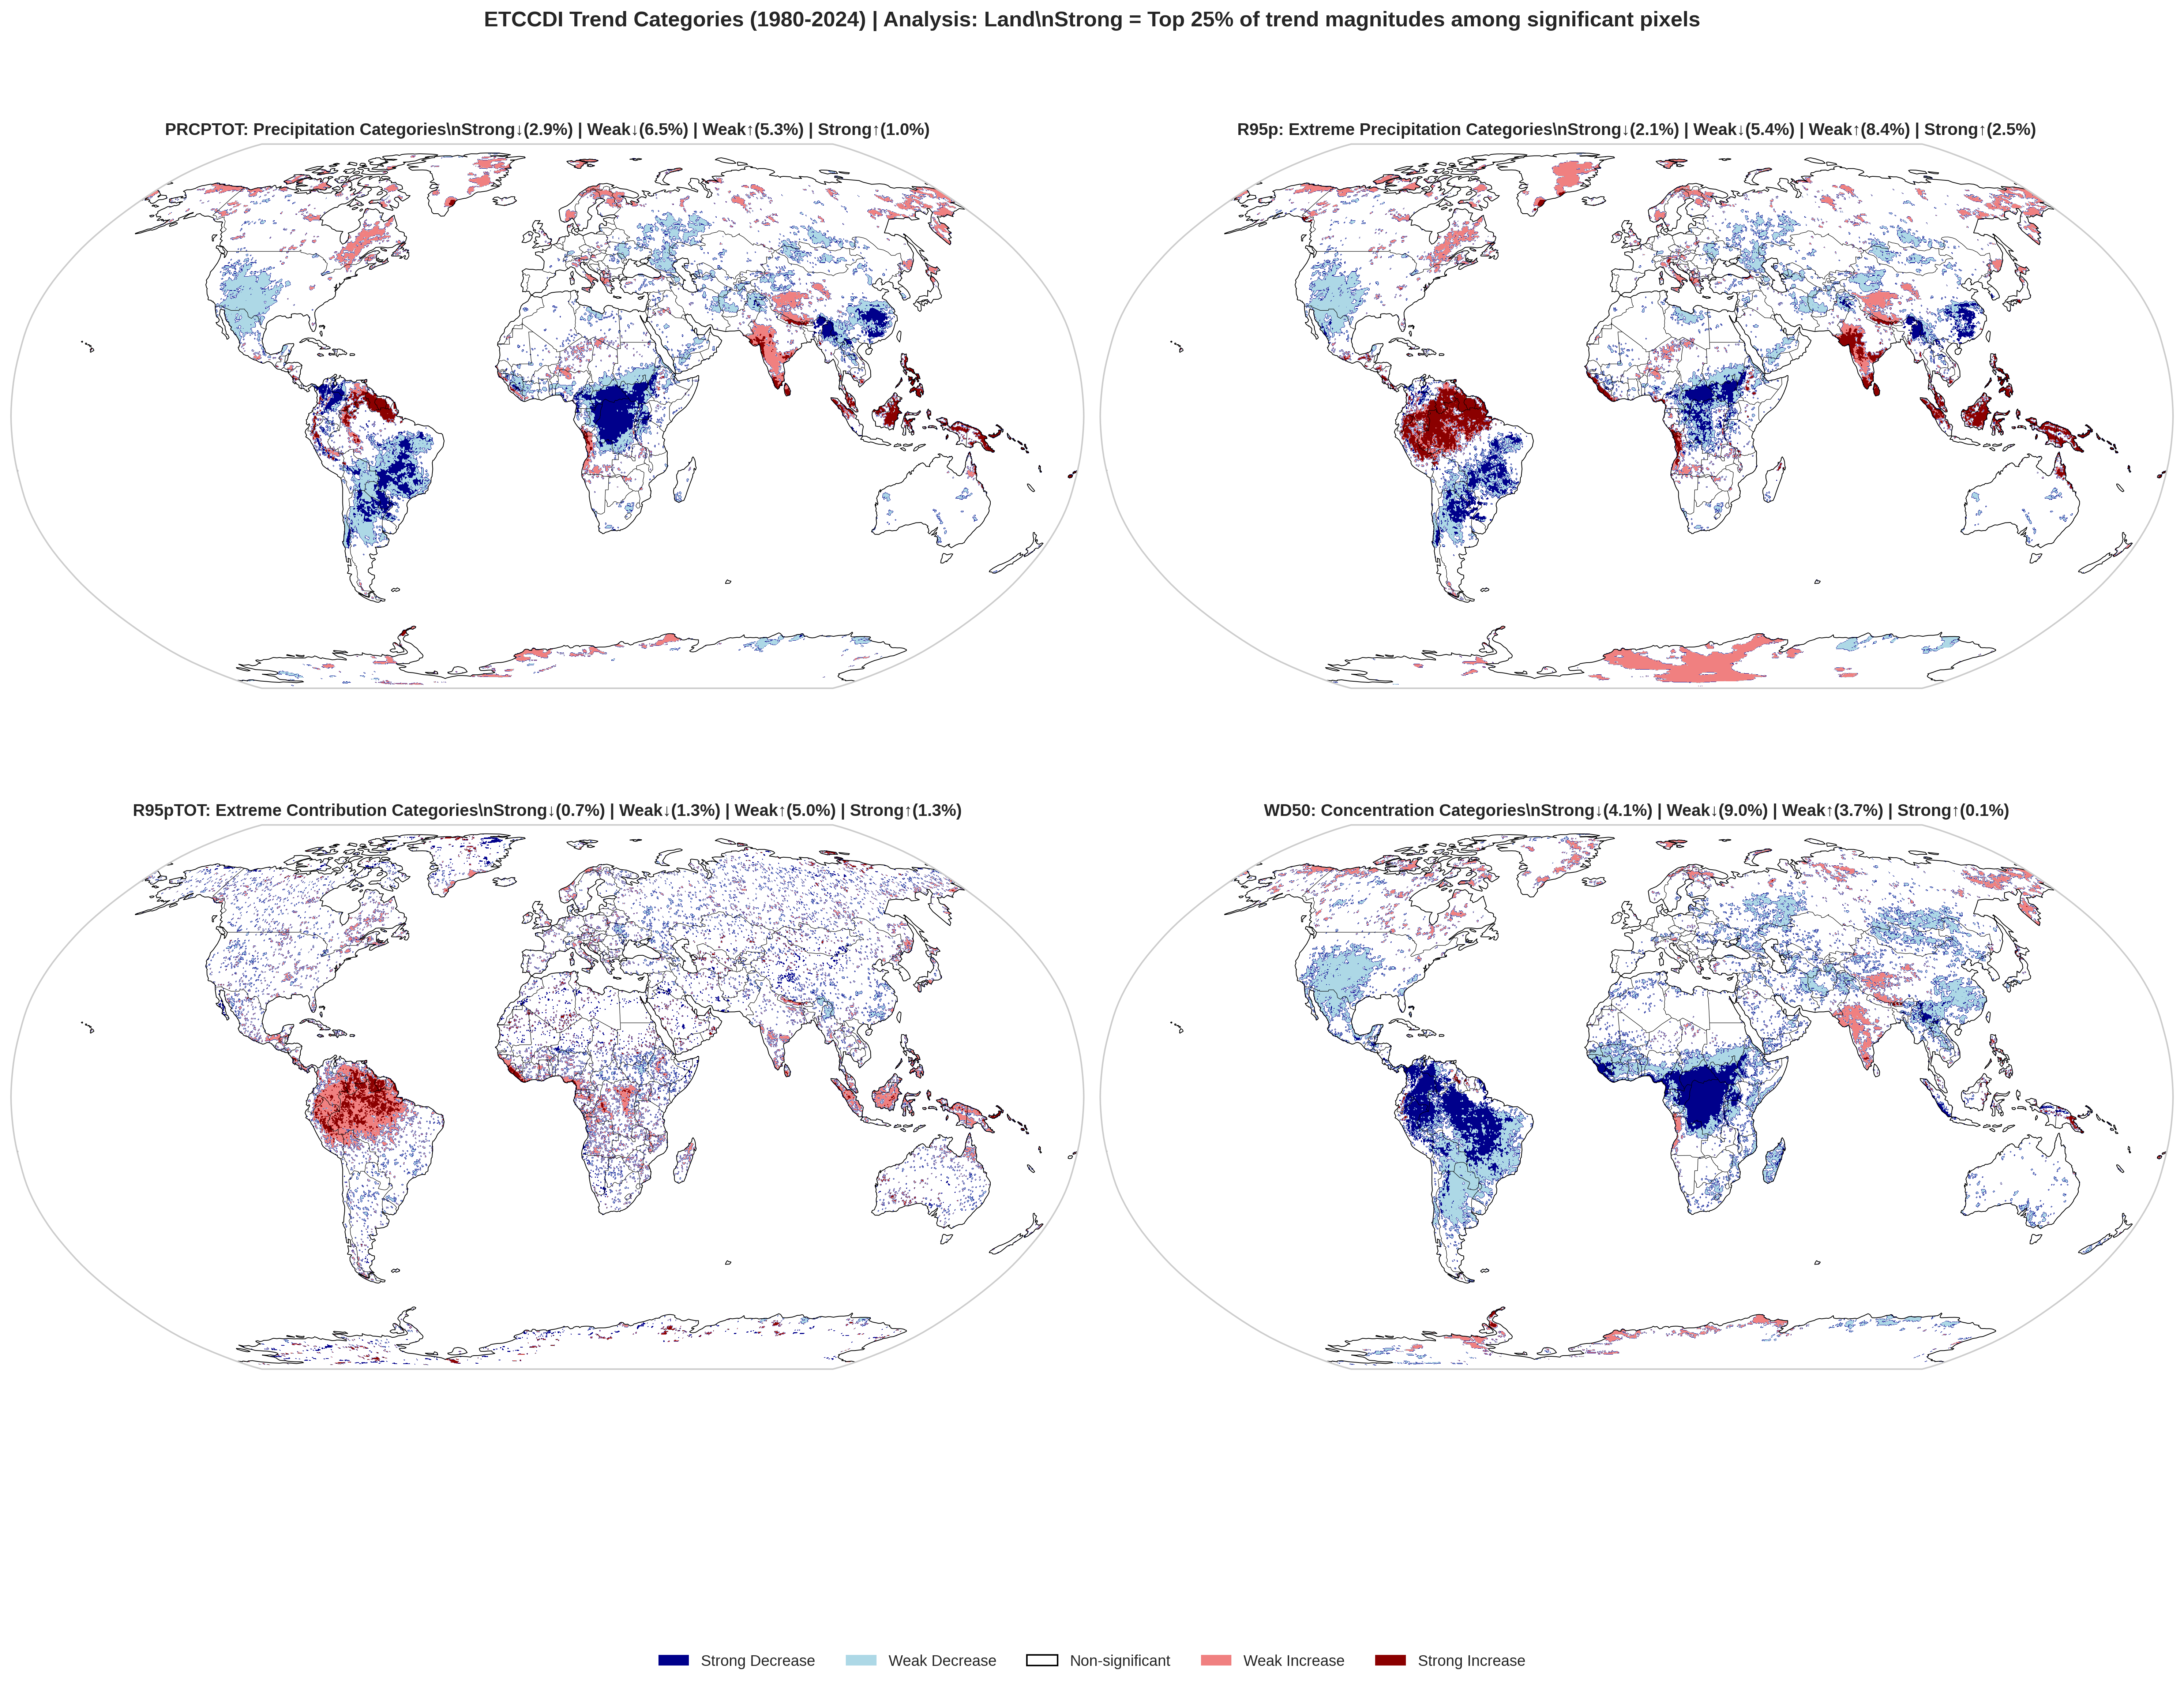 ETCCDI Trend Categories (1980-2024) | Analysis: Land\nStrong = Top 25% of trend magnitudes among significant pixels
PRCPTOT: Precipitation Categories\nStrong↓(2.9%) | Weak↓(6.5%) | Weak↑(5.3%) | Strong↑(1.0%)
R95p: Extreme Precipitation Categories\nStrong↓(2.1%) | Weak↓(5.4%) | Weak↑(8.4%) | Strong↑(2.5%)
R95pTOT: Extreme Contribution Categories\nStrong↓(0.7%) | Weak↓(1.3%) | Weak↑(5.0%) | Strong↑(1.3%)
WD50: Concentration Categories\nStrong↓(4.1%) | Weak↓(9.0%) | Weak↑(3.7%) | Strong↑(0.1%)
Strong Decrease
Weak Decrease
Non-significant
Weak Increase
Strong Increase